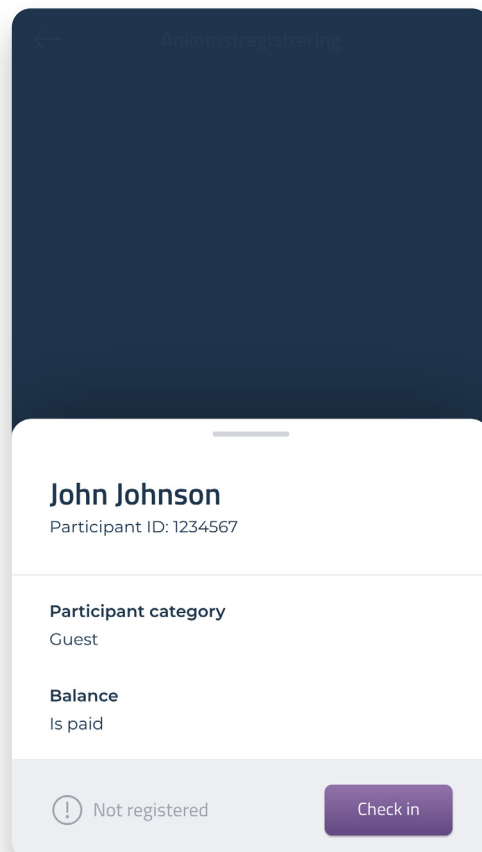 Ankomstregistrering
John Johnson
Participant ID: 1234567
Participant category
Guest
Balance
Is paid
Not registered
Check in